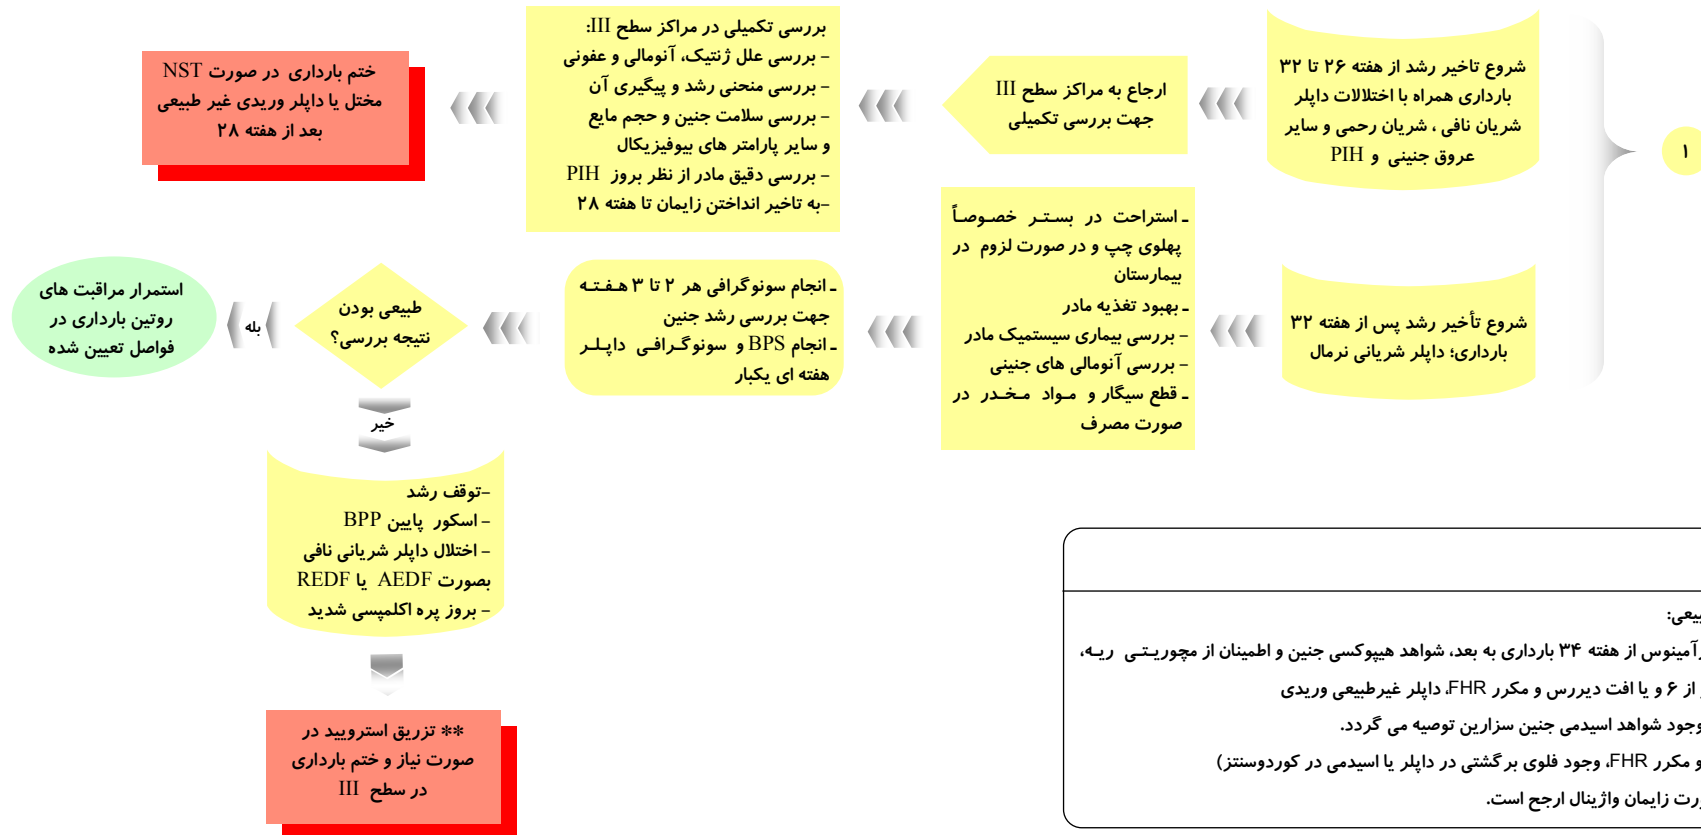 ۱
شروع تاخیر رشد از هفته ۲۶ تا ۳۲
بارداری همراه با اختلالات داپلر
شریان نافی ، شریان رحمی و سایر
عروق جنینی و PIH
ارجاع به مراکز سطح III
جهت بررسی تکمیلی
بررسی تکمیلی در مراکز سطح III:
- بررسی علل ژنتیک، آنومالی و عفونی
- بررسی منحنی رشد و پیگیری آن
- بررسی سلامت جنین و حجم مایع
و سایر پارامتر های بیوفیزیکال
- بررسی دقیق مادر از نظر بروز PIH
-به تاخیر انداختن زایمان تا هفته ۲۸
ختم بارداری در صورت NST
مختل یا داپلر وریدی غیر طبیعی
بعد از هفته ۲۸
شروع تأخیر رشد پس از هفته ۳۲
بارداری؛ داپلر شریانی نرمال
ـ استراحت در بستر خصوصاً
پهلوی چپ و در صورت لزوم در
بیمارستان
ـ بهبود تغذیه مادر
- بررسی بیماری سیستمیک مادر
- بررسی آنومالی های جنینی
ـ قطع سیگار و مواد مخدر در
صورت مصرف
ـ انجام سونوگرافی هر ۲ تا ۳ هفته
جهت بررسی رشد جنین
ـ انجام BPS و سونوگرافی داپلر
هفته ای یکبار
طبیعی بودن
نتیجه بررسی؟
بله
استمرار مراقبت های
روتین بارداری در
فواصل تعیین شده
خیر
-توقف رشد
- اسکور پایین BPP
- اختلال داپلر شریانی نافی
بصورت AEDF یا REDF
- بروز پره اکلمپسی شدید
** تزریق استرویید در
صورت نیاز و ختم بارداری
در سطح III
آمینوس از هفته ۳۴ بارداری به بعد، شواهد هیپوکسی جنین و اطمینان از مچوریتی ریه،
از ۶ و یا افت دیررس و مکرر FHR، داپلر غیرطبیعی وریدی
وجود شواهد اسیدمی جنین سزارین توصیه می گردد.
و مکرر FHR، وجود فلوی برگشتی در داپلر یا اسیدمی در کوردوسنتز)
زایمان واژینال ارجح است.